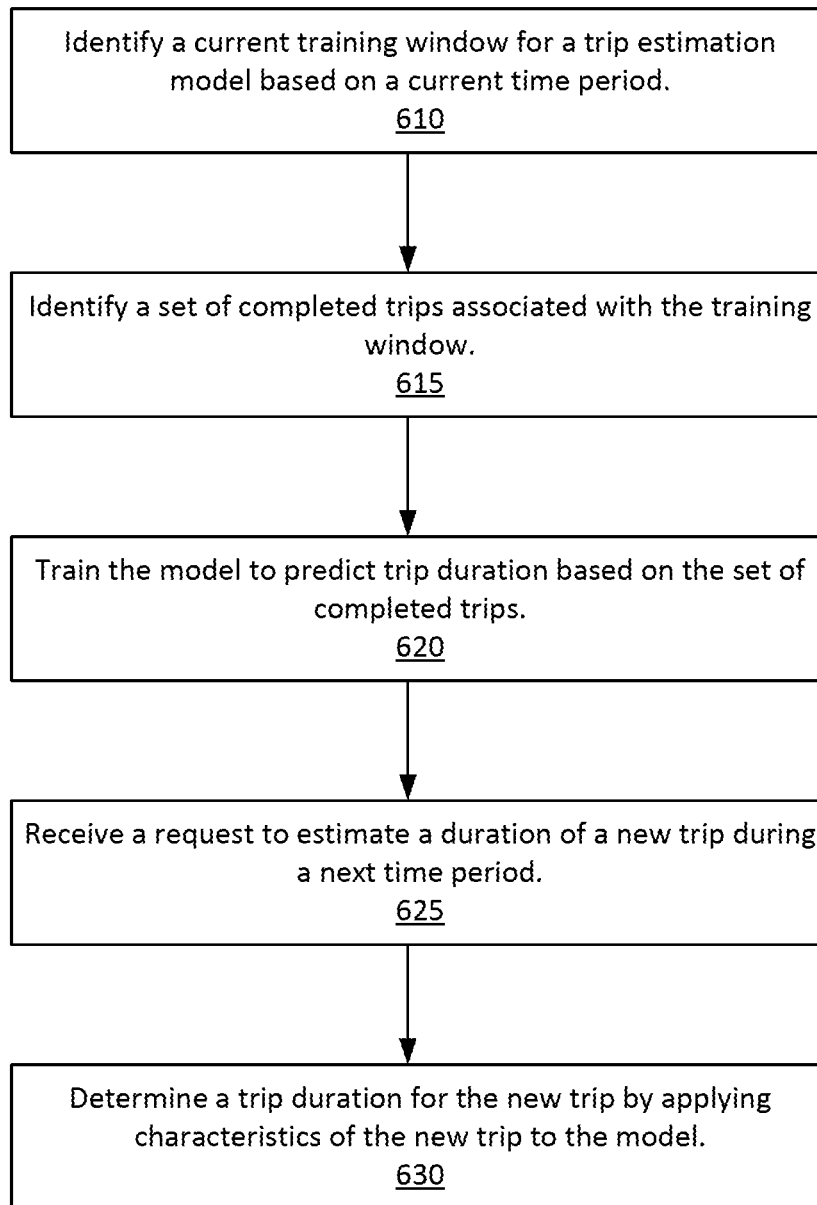 Identify a current training window for a trip estimation
model based on a current time period.
610
Identify a set of completed trips associated with the training
window.
615
Train the model to predict trip duration based on the set of
completed trips.
620
Receive a request to estimate a duration of a new trip during
a next time period.
625
Determine a trip duration for the new trip by applying
characteristics of the new trip to the model.
630